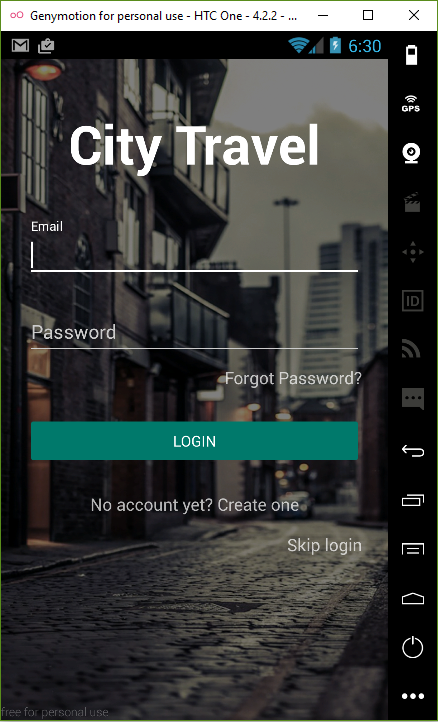 Genymotion for personal use - HTC One - 4.2.2 - ...
6:30
GPS
City Travel
Email
Password
ID
Forgot Password?
LOGIN
No account yet? Create one
Skip login
free for personal use